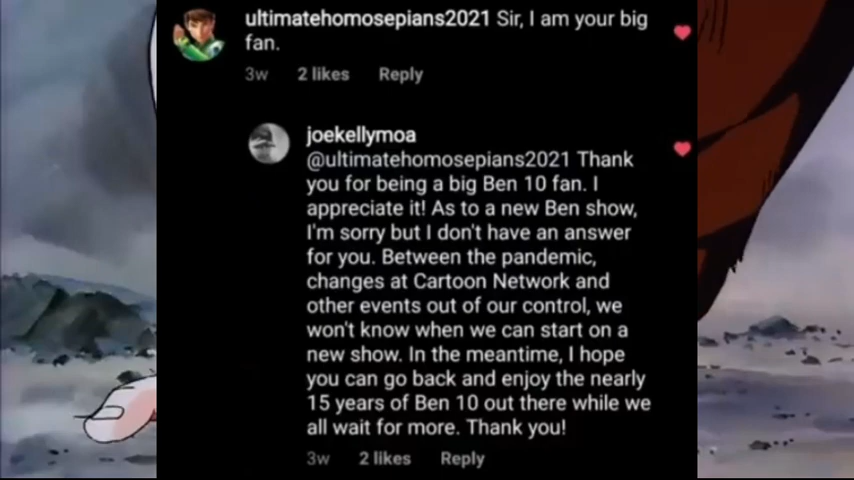 ultimatehomosepians2021 Sir, I am your big
fan.
3w 2 likes Reply
joekellymoa
@ultimatehomosepians2021 Thank
you for being a big Ben 10 fan. I
appreciate it! As to a new Ben show,
I'm sorry but I don't have an answer
for you. Between the pandemic,
changes at Cartoon Network and
other events out of our control, we
won't know when we can start on a
new show. In the meantime, I hope
you can go back and enjoy the nearly
15 years of Ben 10 out there while we
all wait for more. Thank you!
3w 2 likes Reply